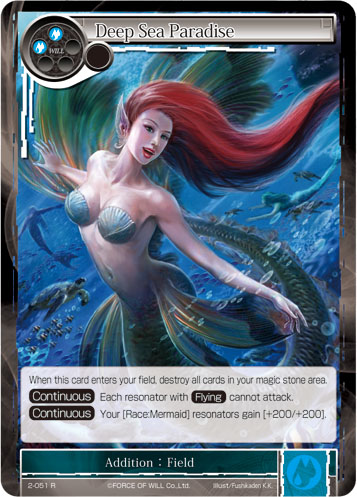 Deep Sea Paradise
WILL
When this card enters your field, destroy all cards in your magic stone area.
Continuous Each resonator with Flying cannot attack.
Continuous Your [Race:Mermaid] resonators gain [+200/+200].
Addition : Field
2-051 R ©FORCE OF WILL Co.,Ltd. Illust/Fushkaden K.K.